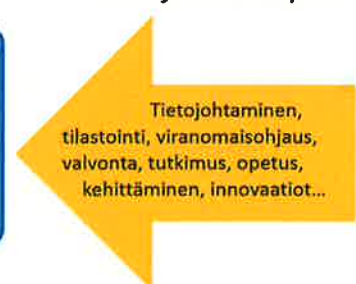 Tietojohtaminen,
tilastointi, viranomaisohjaus,
valvonta, tutkimus, opetus,
kehittäminen, innovaatiot...